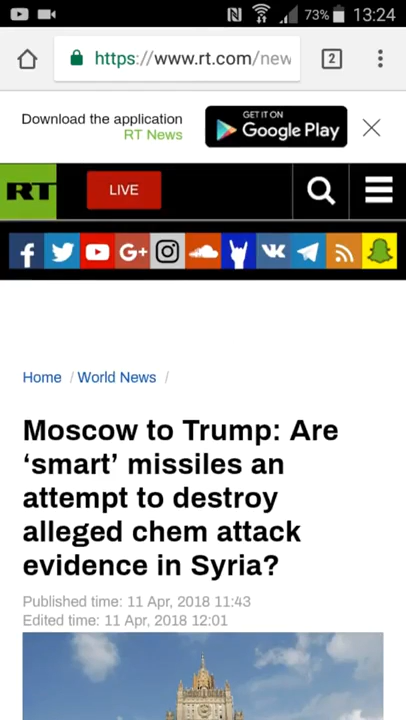 73% 13:24
https://www.rt.com/new
2
Download the application
RT News
GET IT ON
Google Play
RT
LIVE
f
G+
VK
Home / World News /
Moscow to Trump: Are
‘smart’ missiles an
attempt to destroy
alleged chem attack
evidence in Syria?
Published time: 11 Apr, 2018 11:43
Edited time: 11 Apr, 2018 12:01